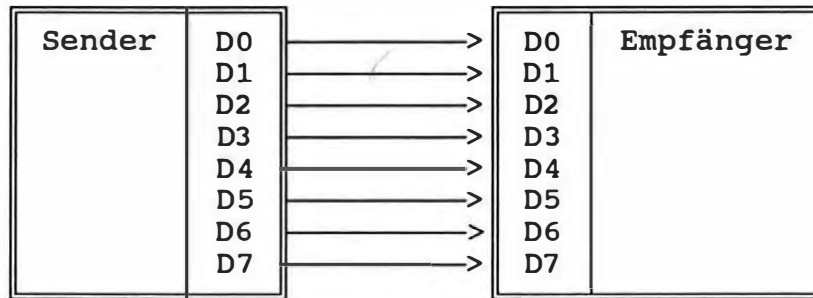 Sender D0 D0 Empfänger
D1 D1
D2 D2
D3 D3
D4 D4
D5 D5
D6 D6
D7 D7